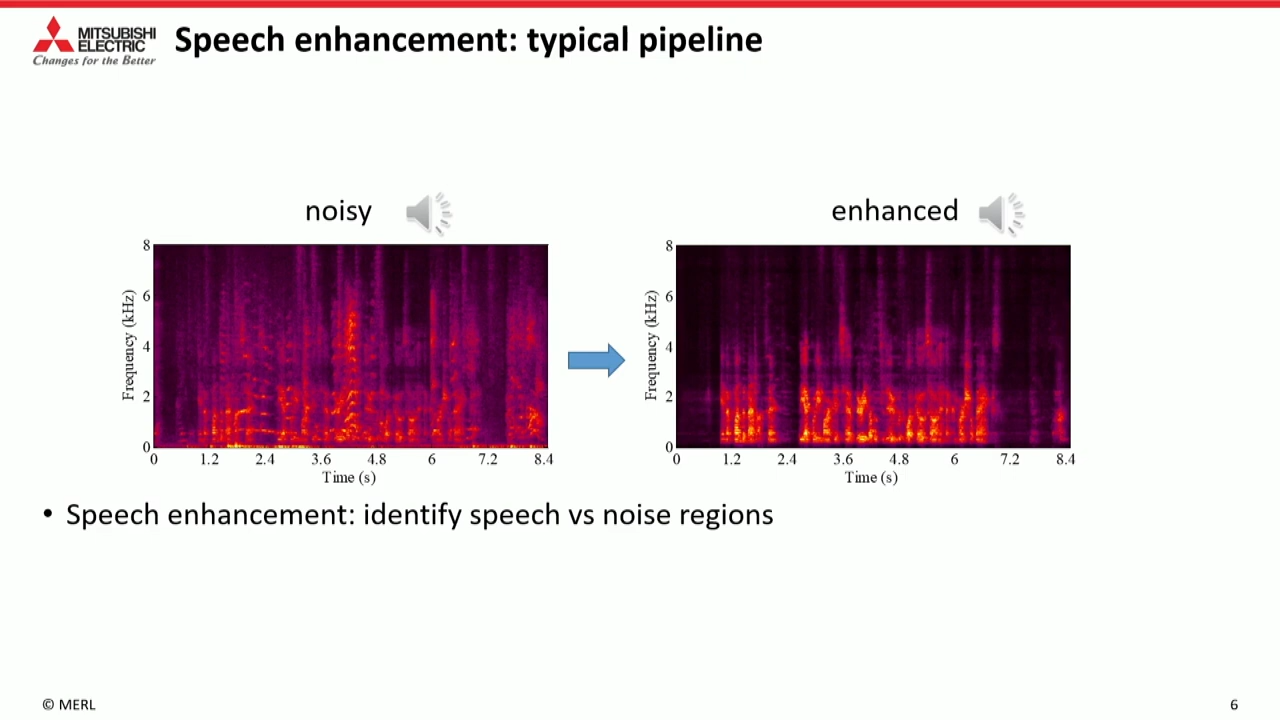 MITSUBISHI
ELECTRIC
Changes for the Better
Speech enhancement: typical pipeline
noisy
enhanced
Frequency (kHz)
8
6
4
2
0
0 1.2 2.4 3.6 4.8 6 7.2 8.4
Time (s)
Frequency (kHz)
8
6
4
2
0
0 1.2 2.4 3.6 4.8 6 7.2 8.4
Time (s)
• Speech enhancement: identify speech vs noise regions
© MERL
6